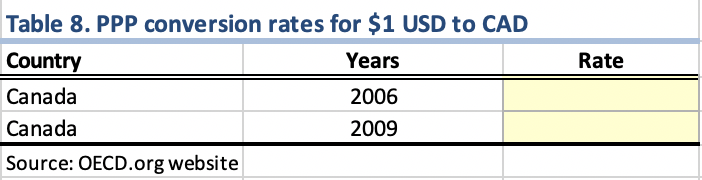 Table 8. PPP conversion rates for $1 USD to CAD
Country Years Rate
Canada 2006
Canada 2009
Source: OECD.org website